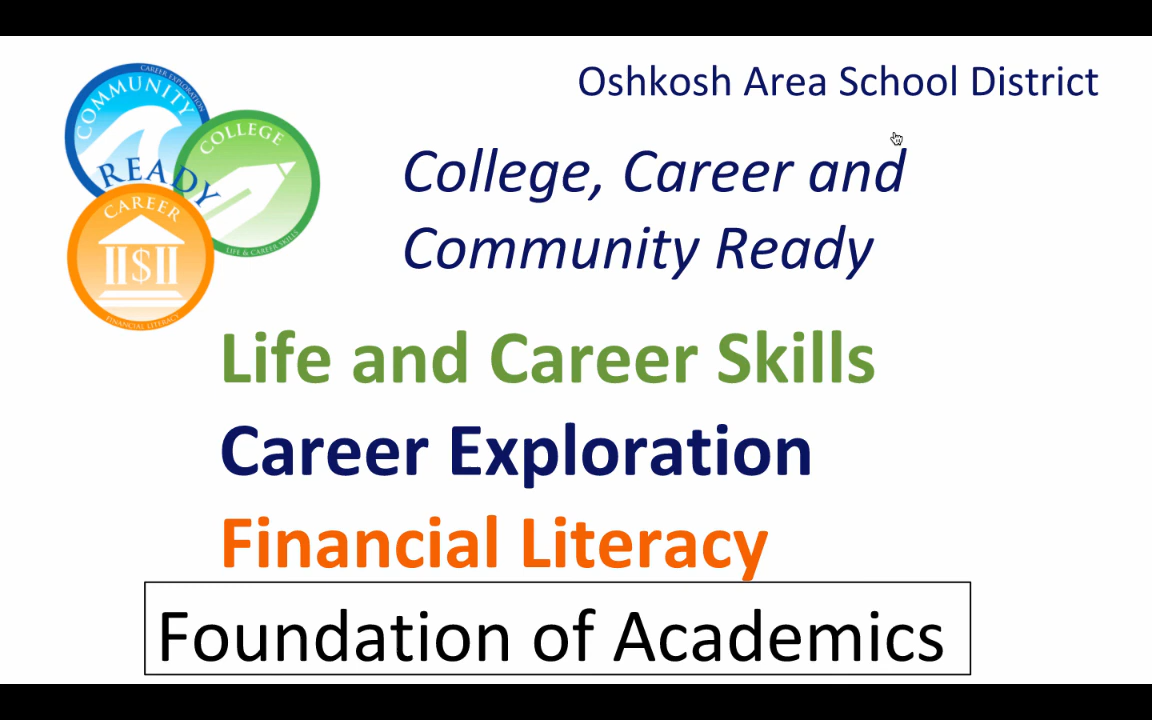 Oshkosh Area School District
CAREER EXPLORATION
COMMUNITY
COLLEGE
READY
CAREER
$
LIFE & CAREER SKILLS
FINANCIAL LITERACY
College, Career and
Community Ready
Life and Career Skills
Career Exploration
Financial Literacy
Foundation of Academics